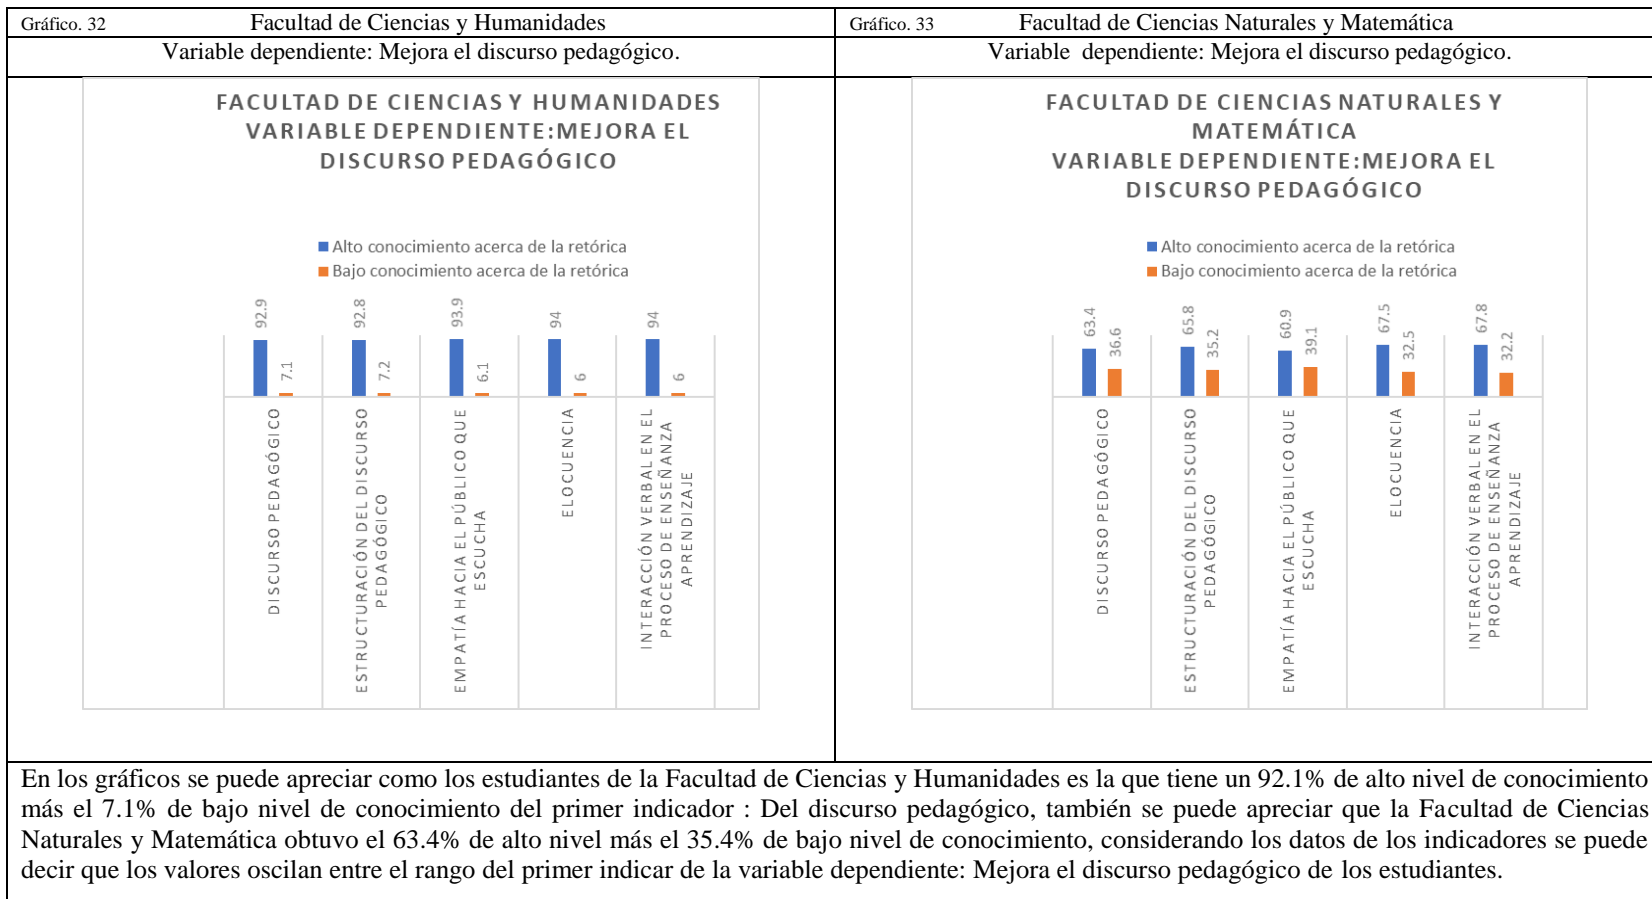 Gráfico. 32 Facultad de Ciencias y Humanidades
Variable dependiente: Mejora el discurso pedagógico.
FACULTAD DE CIENCIAS Y HUMANIDADES
VARIABLE DEPENDIENTE:MEJORA EL
DISCURSO PEDAGÓGICO
Alto conocimiento acerca de la retórica
Bajo conocimiento acerca de la retórica
92.9
7.1
92.8
7.2
93.9
6.1
94
6
94
6
DISCURSO PEDAGÓGICO
ESTRUCTURACIÓN DEL DISCURSO
PEDAGÓGICO
EMPATÍA HACIA EL PÚBLICO QUE
ESCUCHA
ELOCUENCIA
INTERACCIÓN VERBAL EN EL
PROCESO DE ENSEÑANZA
APRENDIZAJE
Gráfico. 33 Facultad de Ciencias Naturales y Matemática
Variable dependiente: Mejora el discurso pedagógico.
FACULTAD DE CIENCIAS NATURALES Y
MATEMÁTICA
VARIABLE DEPENDIENTE:MEJORA EL
DISCURSO PEDAGÓGICO
Alto conocimiento acerca de la retórica
Bajo conocimiento acerca de la retórica
63.4
36.6
65.8
35.2
60.9
39.1
67.5
32.5
67.8
32.2
DISCURSO PEDAGÓGICO
ESTRUCTURACIÓN DEL DISCURSO
PEDAGÓGICO
EMPATÍA HACIA EL PÚBLICO QUE
ESCUCHA
ELOCUENCIA
INTERACCIÓN VERBAL EN EL
PROCESO DE ENSEÑANZA
APRENDIZAJE
En los gráficos se puede apreciar como los estudiantes de la Facultad de Ciencias y Humanidades es la que tiene un 92.1% de alto nivel de conocimiento
más el 7.1% de bajo nivel de conocimiento del primer indicador : Del discurso pedagógico, también se puede apreciar que la Facultad de Ciencias
Naturales y Matemática obtuvo el 63.4% de alto nivel más el 35.4% de bajo nivel de conocimiento, considerando los datos de los indicadores se puede
decir que los valores oscilan entre el rango del primer indicar de la variable dependiente: Mejora el discurso pedagógico de los estudiantes.